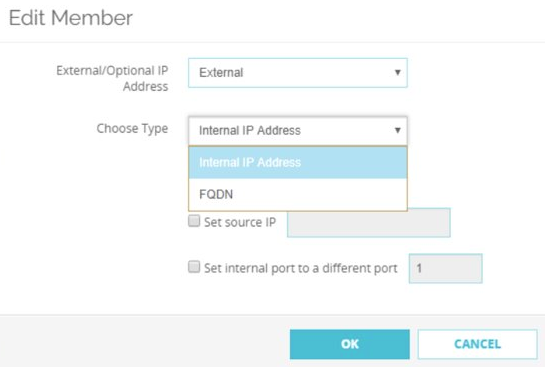 Edit Member
External/Optional IP
Address
External
Choose Type
Internal IP Address
Internal IP Address
FQDN
Set source IP
Set internal port to a different port
1
OK
CANCEL